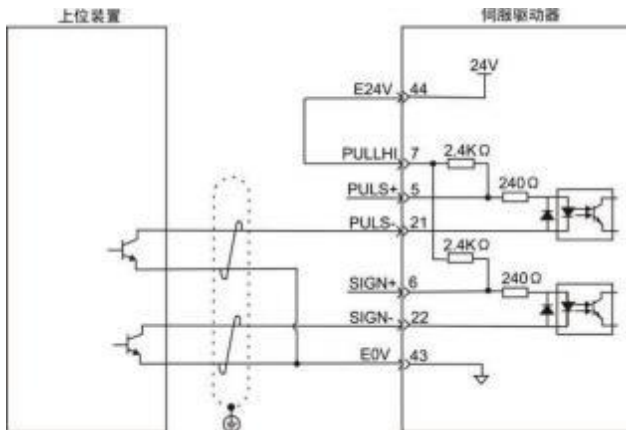 上位装置 伺服驱动器
24V
E24V 44
PULLHI 7 2.4KΩ
PULS+ 5 240Ω
PULS- 21
2.4KΩ
SIGN+ 6 240Ω
SIGN- 22
E0V 43